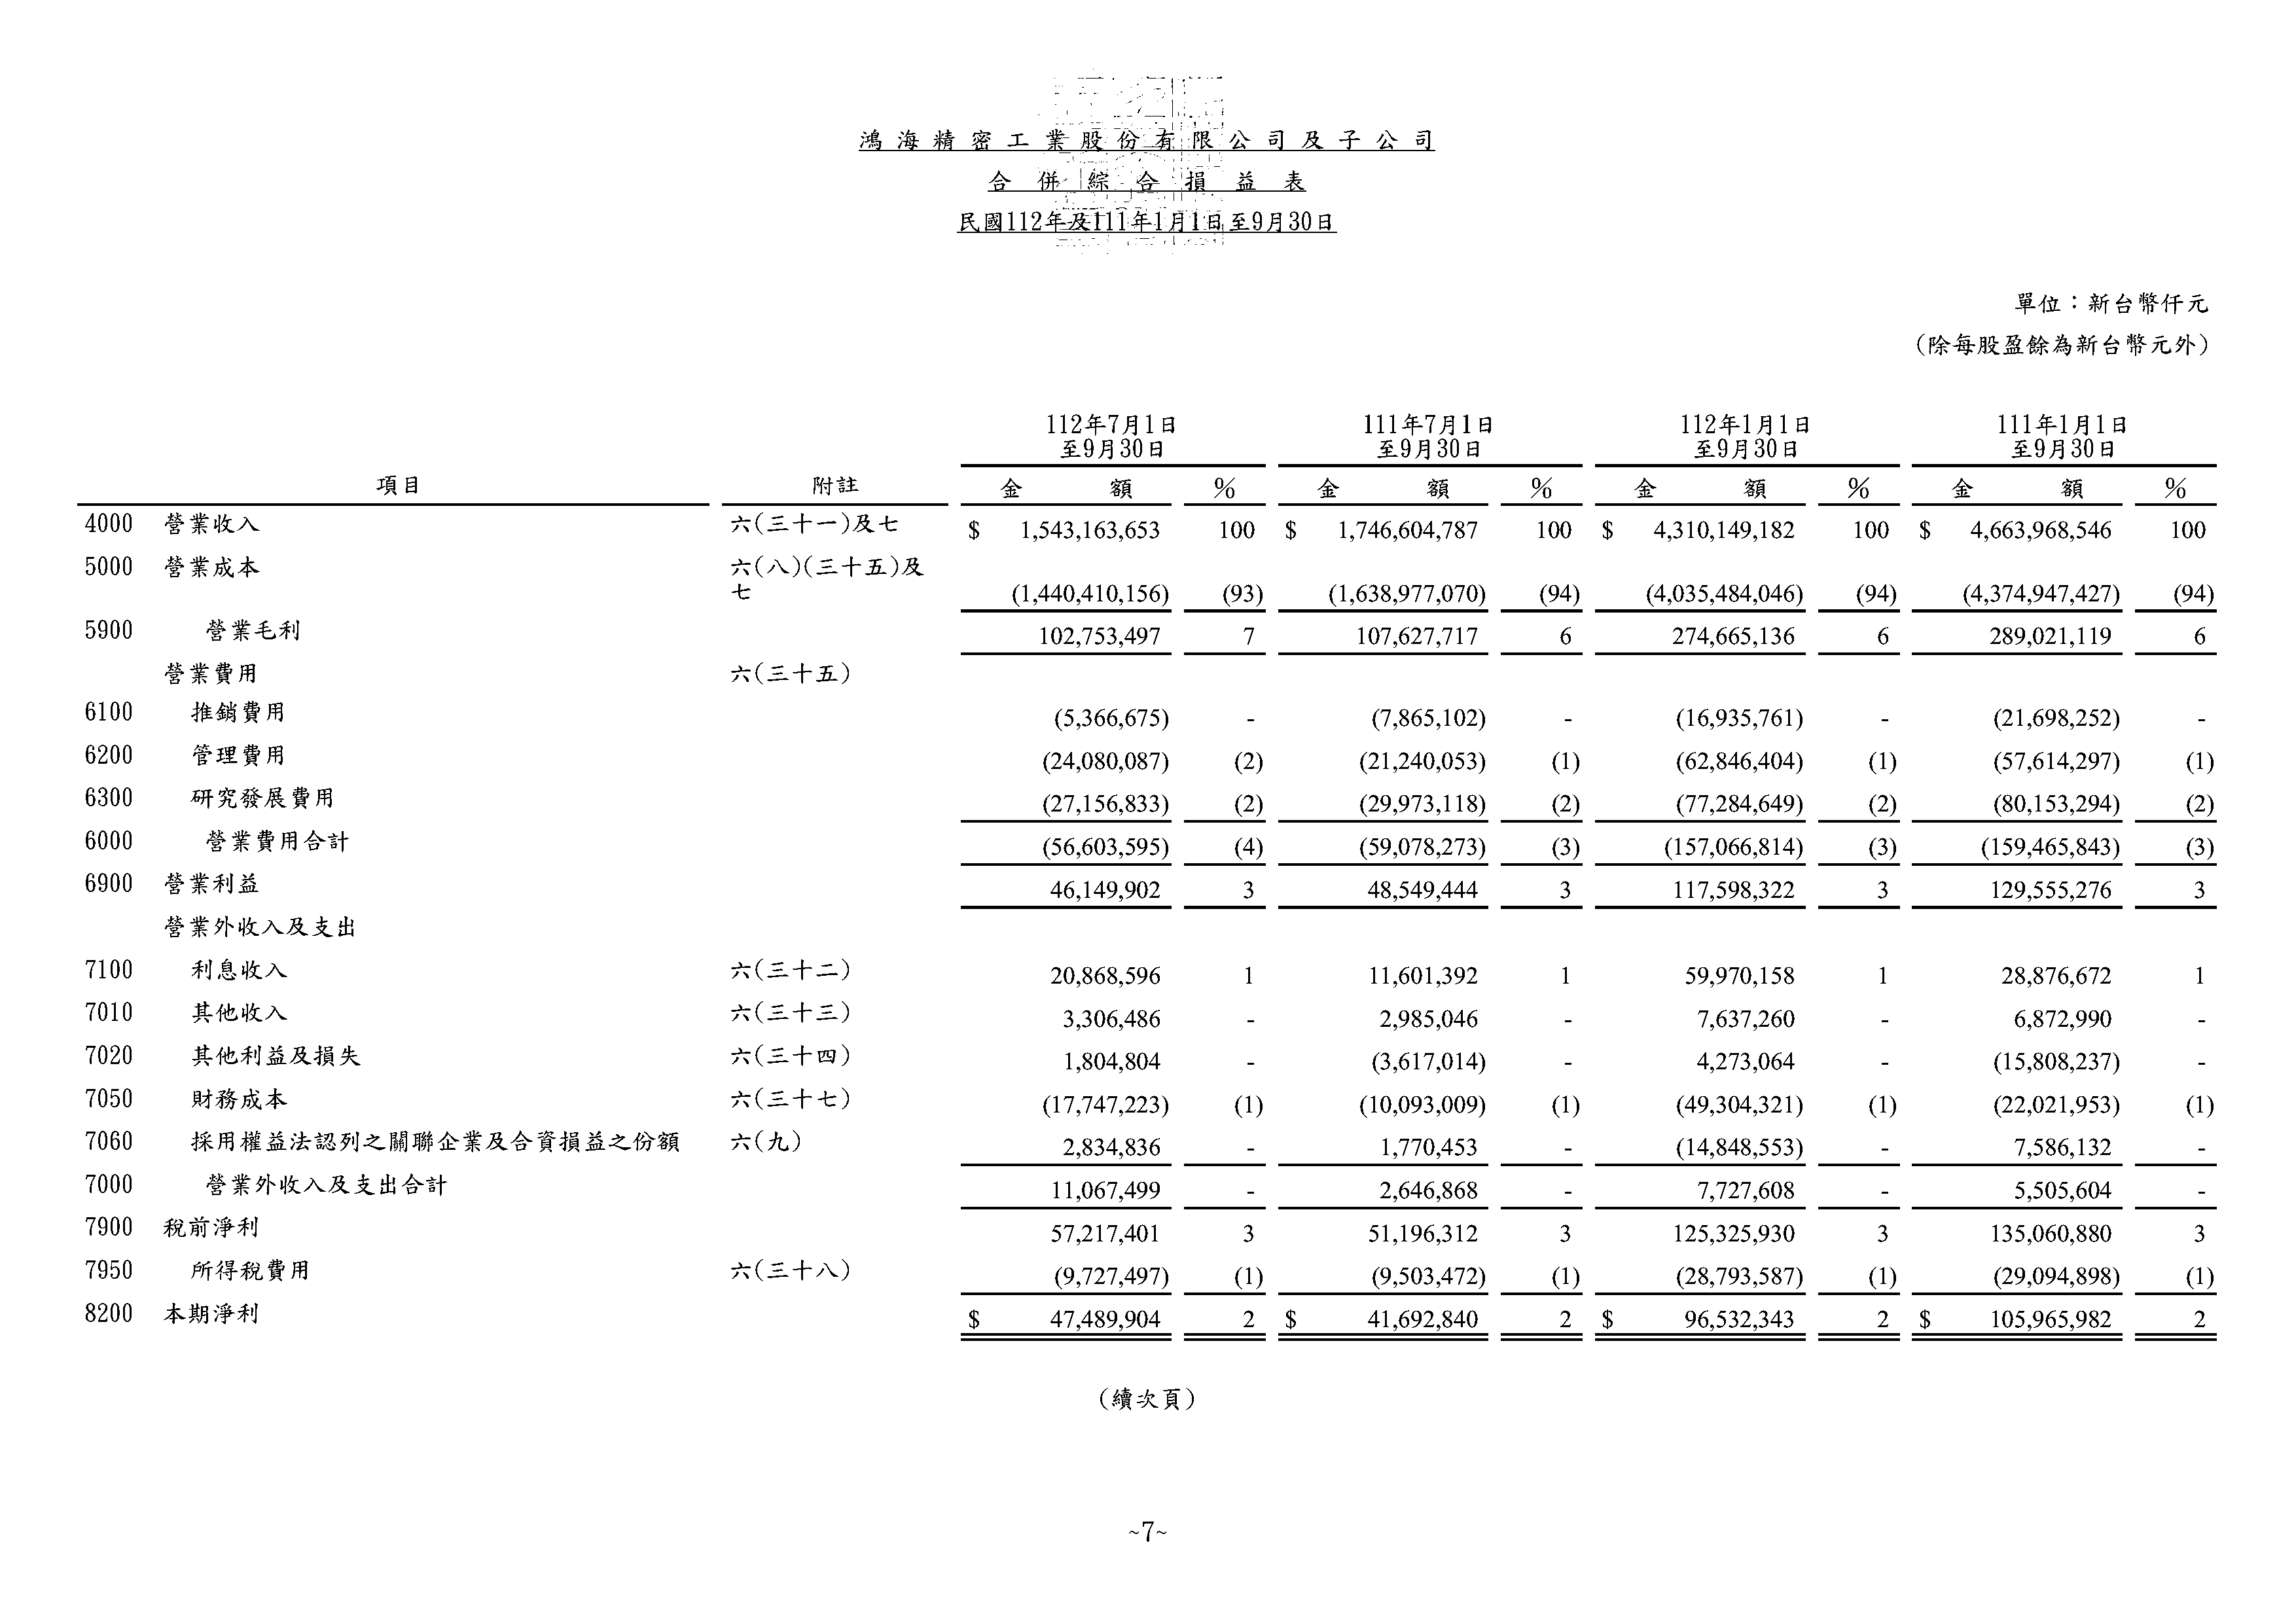 鴻海精密工業股份有限公司及子公司
合併綜合損益表
民國112年及111年1月1日至9月30日
單位：新台幣仟元
（除每股盈餘為新台幣元外）
112年7月1日 111年7月1日 112年1月1日 111年1月1日
至9月30日 至9月30日 至9月30日 至9月30日
項目 附註 金額 % 金額 % 金額 % 金額 %
4000 營業收入 六(三十一)及七 $ 1,543,163,653 100 $ 1,746,604,787 100 $ 4,310,149,182 100 $ 4,663,968,546 100
5000 營業成本 六(八)(三十五)及
七 (1,440,410,156) (93) (1,638,977,070) (94) (4,035,484,046) (94) (4,374,947,427) (94)
5900 營業毛利 102,753,497 7 107,627,717 6 274,665,136 6 289,021,119 6
營業費用 六(三十五)
6100 推銷費用 (5,366,675) - (7,865,102) - (16,935,761) - (21,698,252) -
6200 管理費用 (24,080,087) (2) (21,240,053) (1) (62,846,404) (1) (57,614,297) (1)
6300 研究發展費用 (27,156,833) (2) (29,973,118) (2) (77,284,649) (2) (80,153,294) (2)
6000 營業費用合計 (56,603,595) (4) (59,078,273) (3) (157,066,814) (3) (159,465,843) (3)
6900 營業利益 46,149,902 3 48,549,444 3 117,598,322 3 129,555,276 3
營業外收入及支出
7100 利息收入 六(三十二) 20,868,596 1 11,601,392 1 59,970,158 1 28,876,672 1
7010 其他收入 六(三十三) 3,306,486 - 2,985,046 - 7,637,260 - 6,872,990 -
7020 其他利益及損失 六(三十四) 1,804,804 - (3,617,014) - 4,273,064 - (15,808,237) -
7050 財務成本 六(三十七) (17,747,223) (1) (10,093,009) (1) (49,304,321) (1) (22,021,953) (1)
7060 採用權益法認列之關聯企業及合資損益之份額 六(九) 2,834,836 - 1,770,453 - (14,848,553) - 7,586,132 -
7000 營業外收入及支出合計 11,067,499 - 2,646,868 - 7,727,608 - 5,505,604 -
7900 稅前淨利 57,217,401 3 51,196,312 3 125,325,930 3 135,060,880 3
7950 所得稅費用 六(三十八) (9,727,497) (1) (9,503,472) (1) (28,793,587) (1) (29,094,898) (1)
8200 本期淨利 $ 47,489,904 2 $ 41,692,840 2 $ 96,532,343 2 $ 105,965,982 2
（續次頁）
~7~